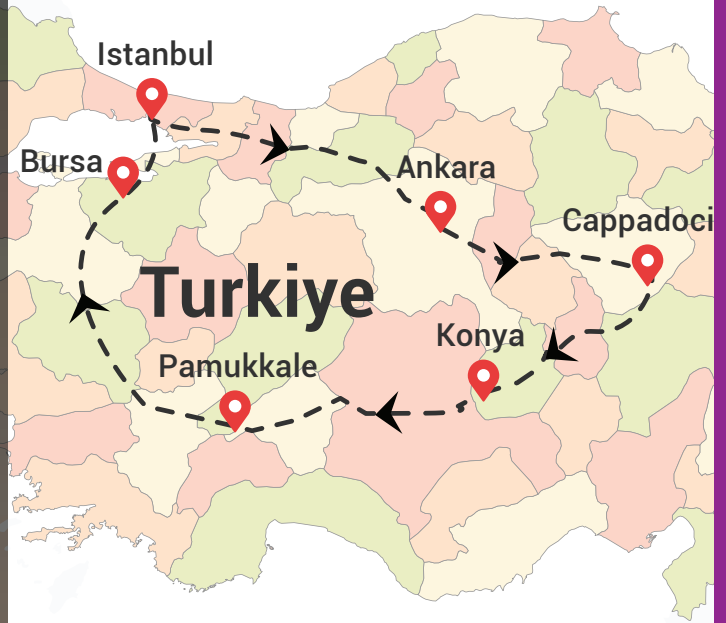 Istanbul
Bursa
Ankara
Cappadoci
Turkiye
Konya
Pamukkale